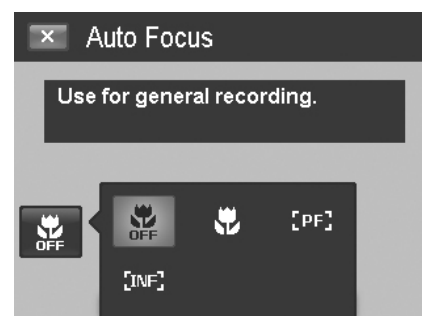 × Auto Focus
Use for general recording.
OFF OFF [PF]
[INF]